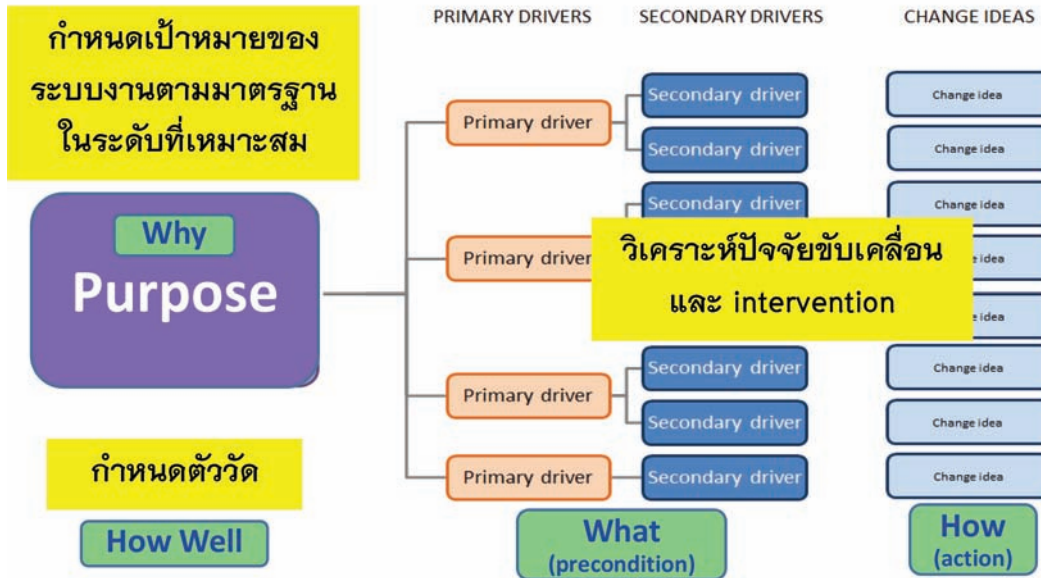 PRIMARY DRIVERS
SECONDARY DRIVERS
CHANGE IDEAS
กำหนดเป้าหมายของ
ระบบงานตามมาตรฐาน
ในระดับที่เหมาะสม
Why
Purpose
Primary driver
Secondary driver
Change idea
Secondary driver
Change idea
Primary driver
Secondary driver
Change idea
วิเคราะห์ปัจจัยขับเคลื่อน
และ intervention
idea
idea
Primary driver
Secondary driver
Change idea
Secondary driver
Change idea
Primary driver
Secondary driver
Change idea
กำหนดตัววัด
How Well
What
(precondition)
How
(action)